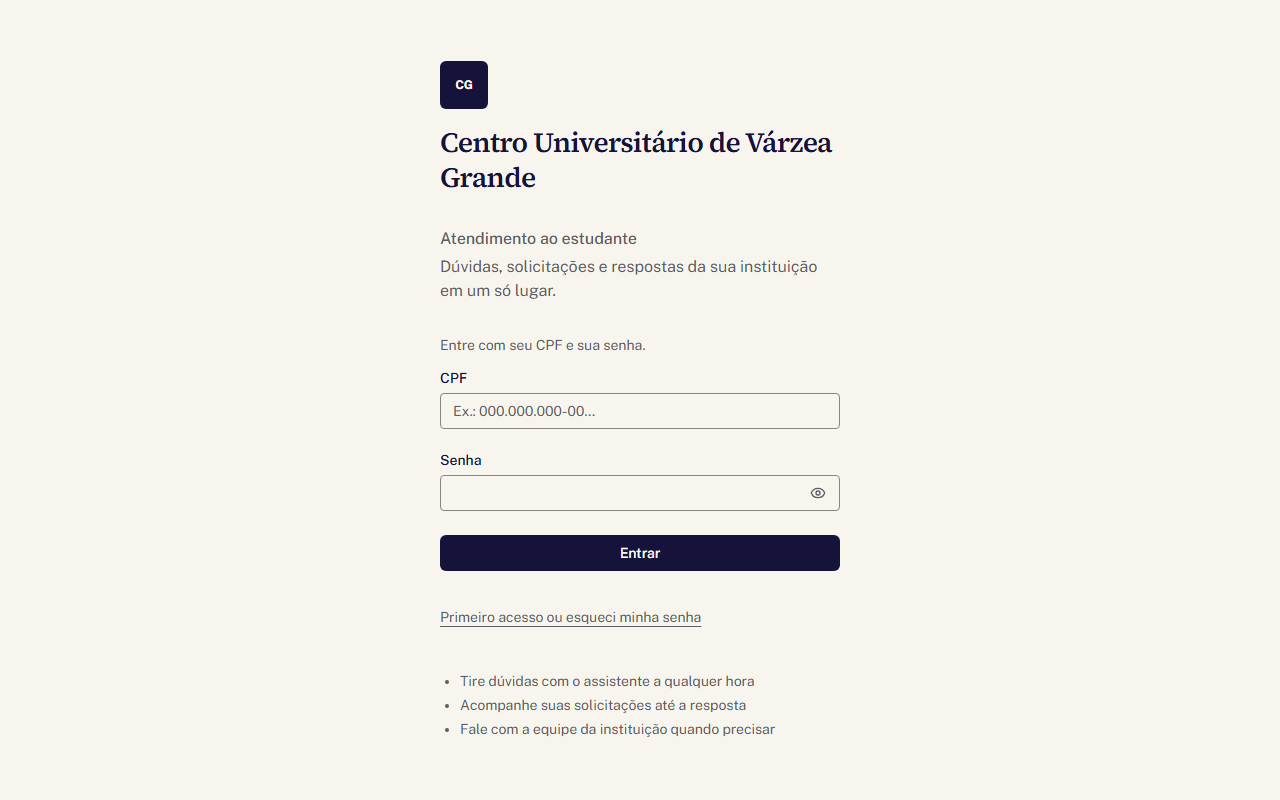 CG
Centro Universitário de Várzea
Grande
Atendimento ao estudante
Dúvidas, solicitações e respostas da sua instituição
em um só lugar.
Entre com seu CPF e sua senha.
CPF
Ex.: 000.000.000-00...
Senha
Entrar
Primeiro acesso ou esqueci minha senha
• Tire dúvidas com o assistente a qualquer hora
• Acompanhe suas solicitações até a resposta
• Fale com a equipe da instituição quando precisar